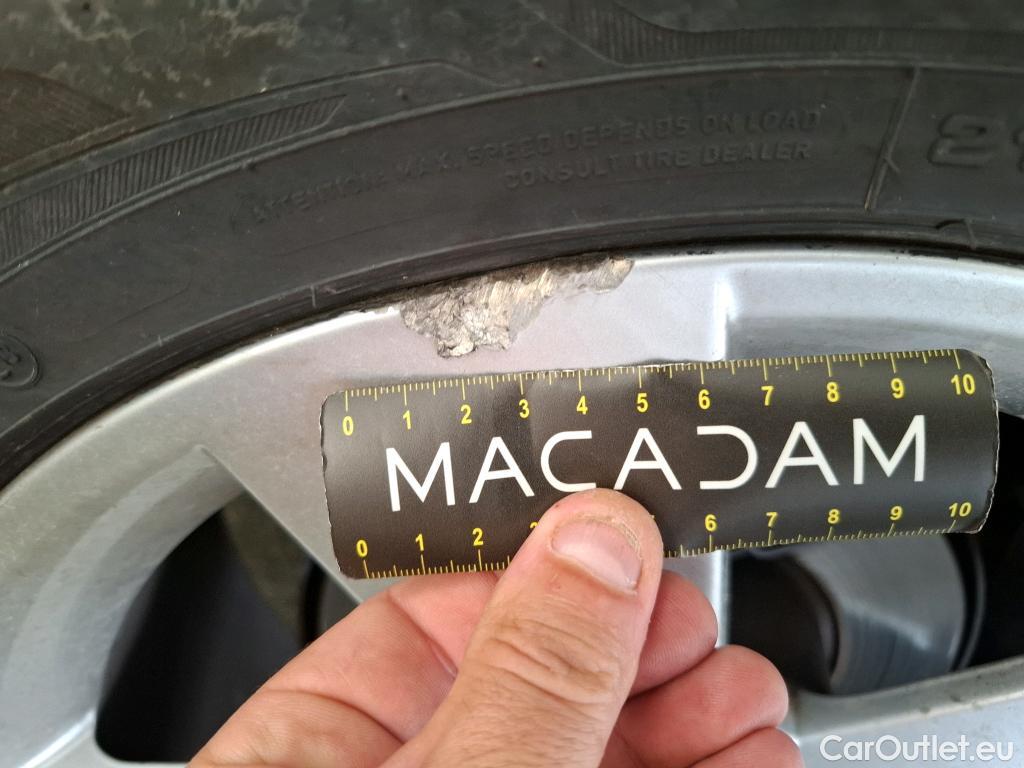 ATTENTION: MAX. SPEED DEPENDS ON LOAD
CONSULT TIRE DEALER
0 1 2 3 4 5 6 7 8 9 10
MACADAM
0 1 2 6 7 8 9 10
CarOutlet.eu